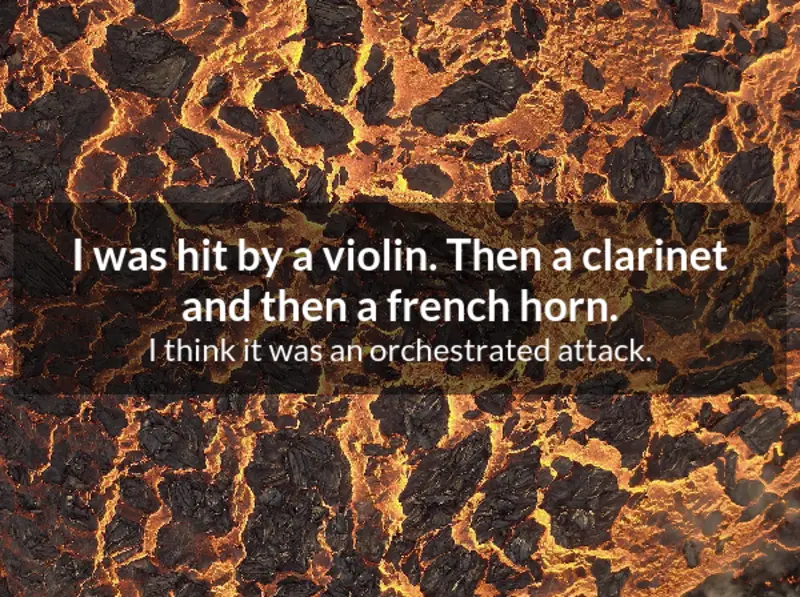 I was hit by a violin. Then a clarinet
and then a french horn.
I think it was an orchestrated attack.